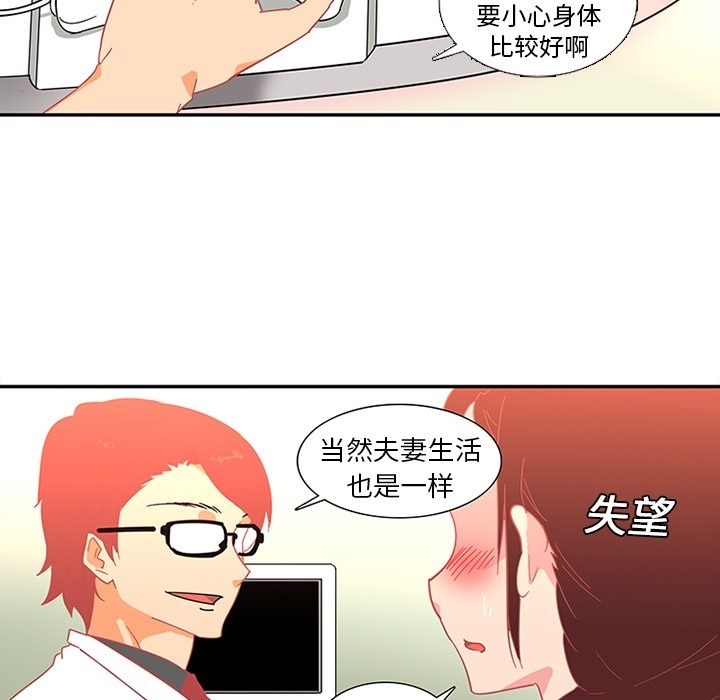 要小心身体
比较好啊
当然夫妻生活
也是一样
失望